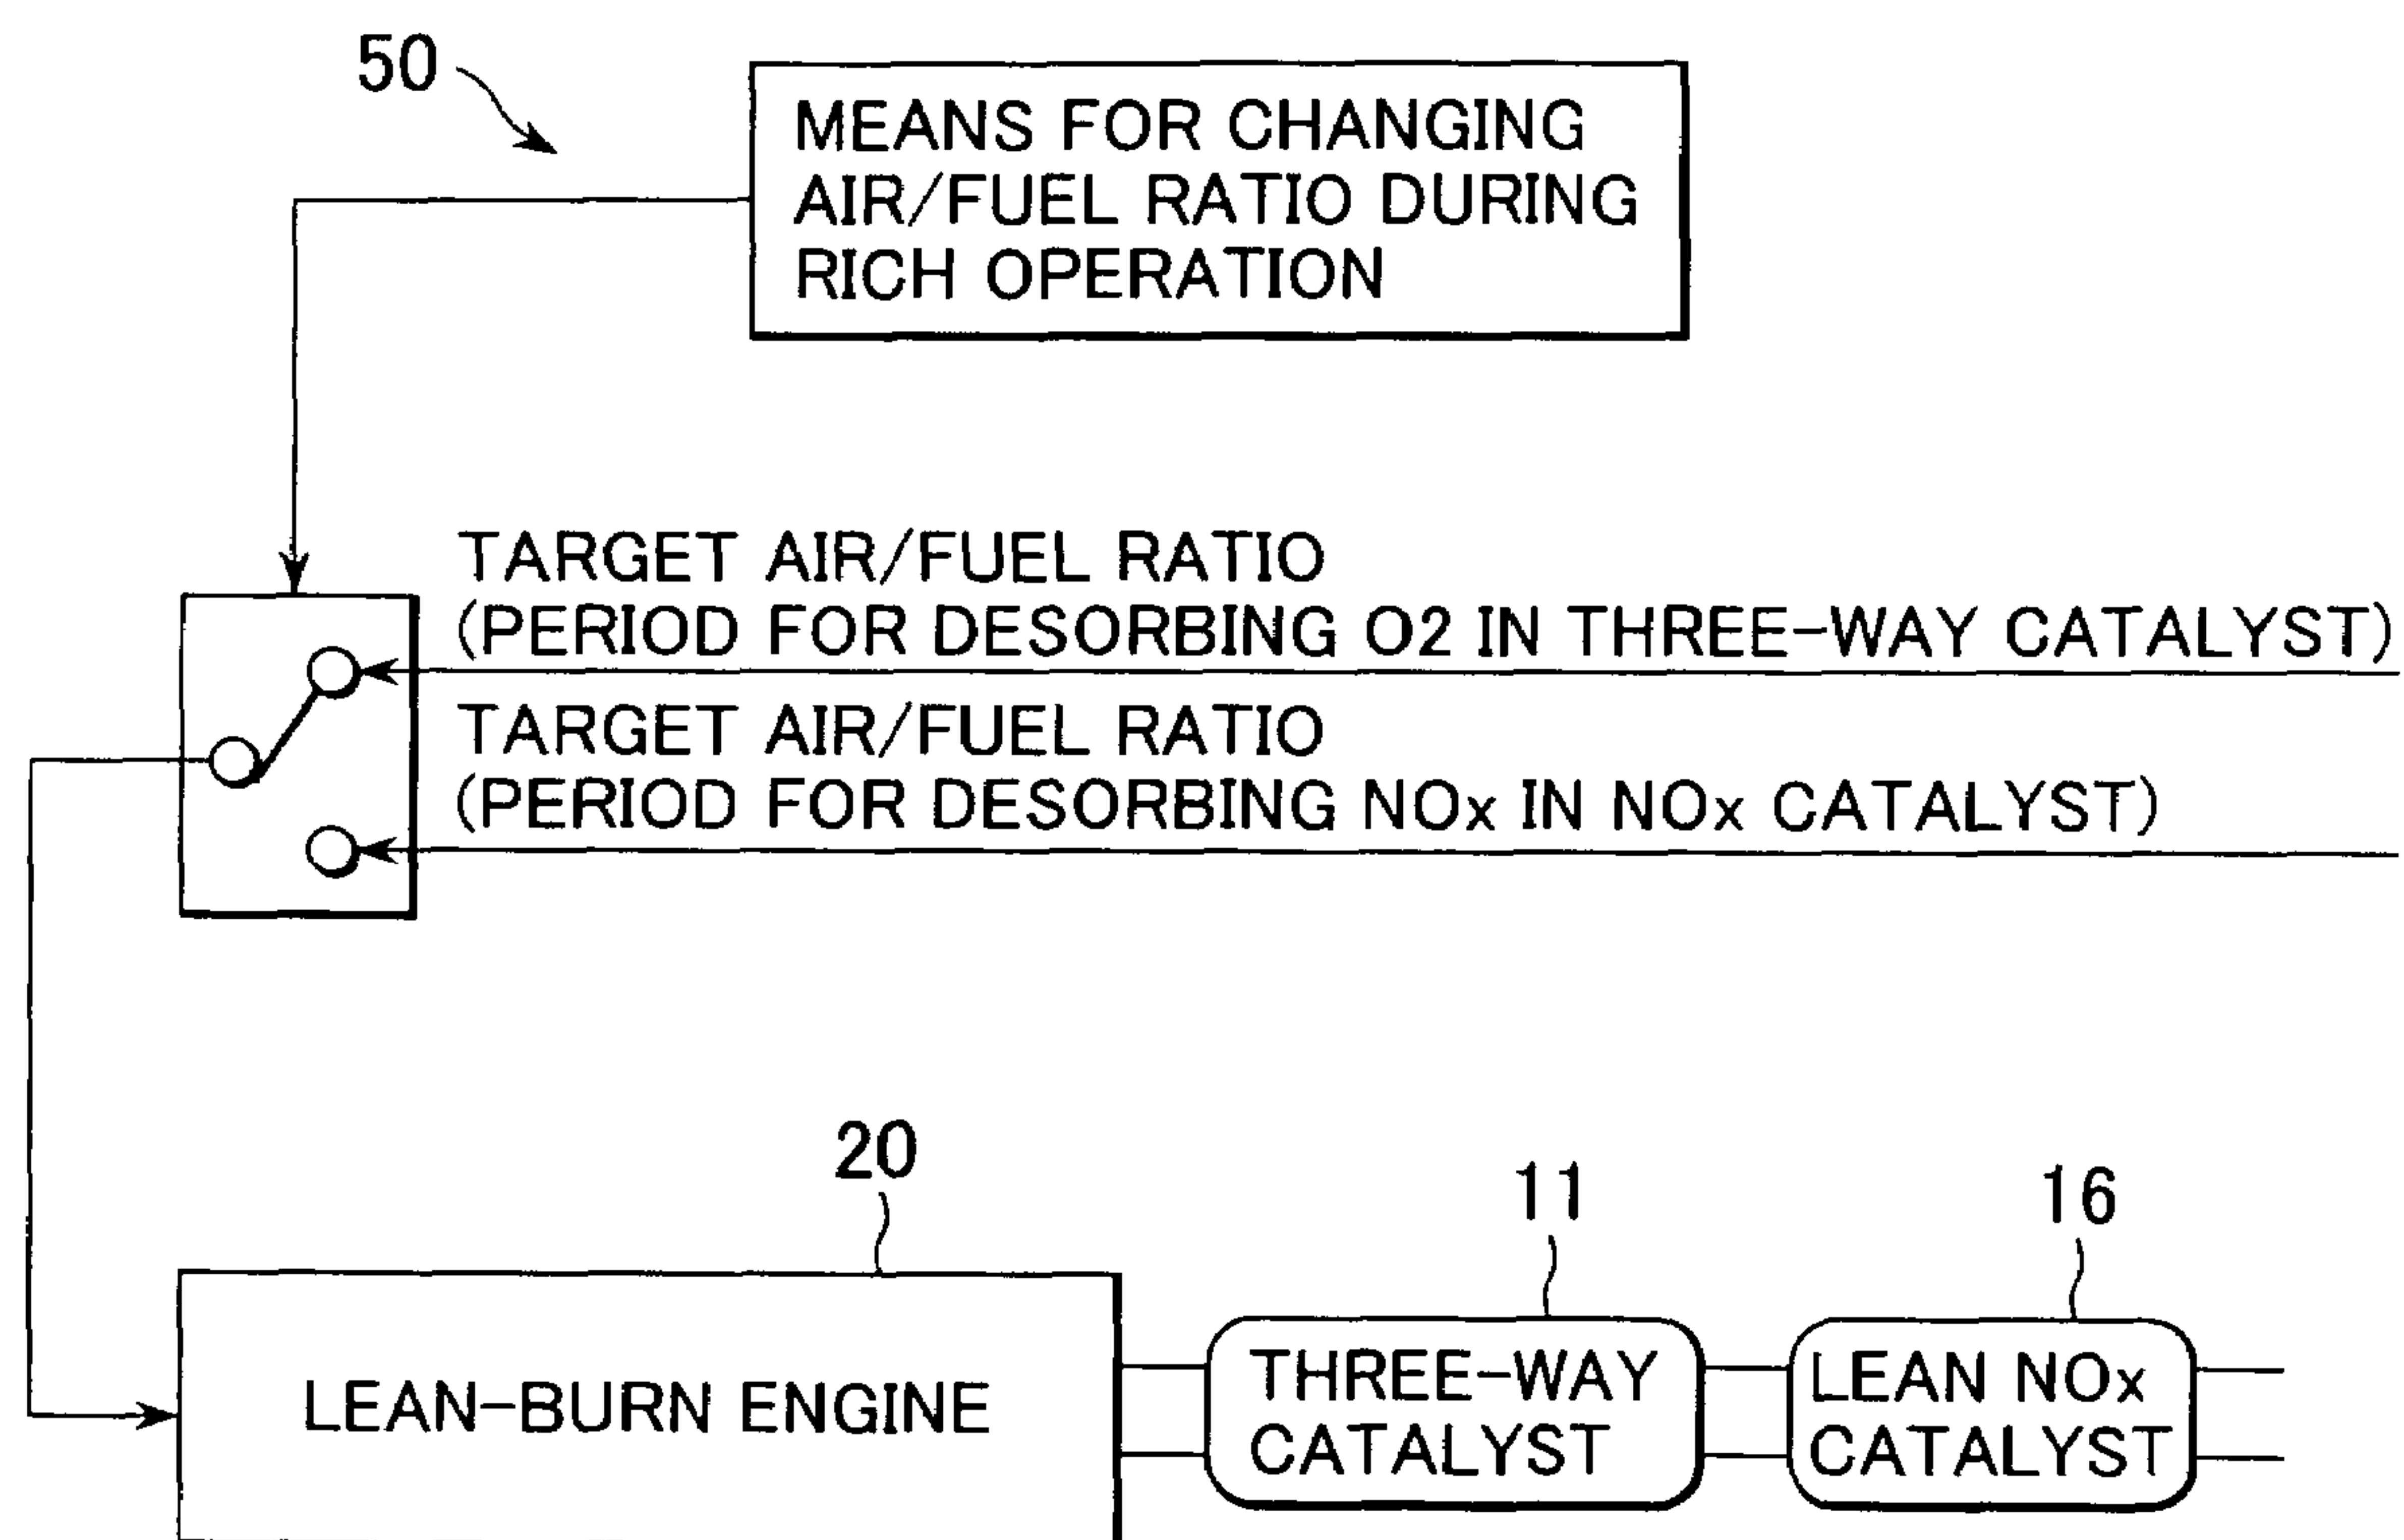 50
MEANS FOR CHANGING
AIR/FUEL RATIO DURING
RICH OPERATION
TARGET AIR/FUEL RATIO
(PERIOD FOR DESORBING O2 IN THREE-WAY CATALYST)
TARGET AIR/FUEL RATIO
(PERIOD FOR DESORBING NOx IN NOx CATALYST)
20
11
16
LEAN-BURN ENGINE
THREE-WAY
CATALYST
LEAN NOx
CATALYST